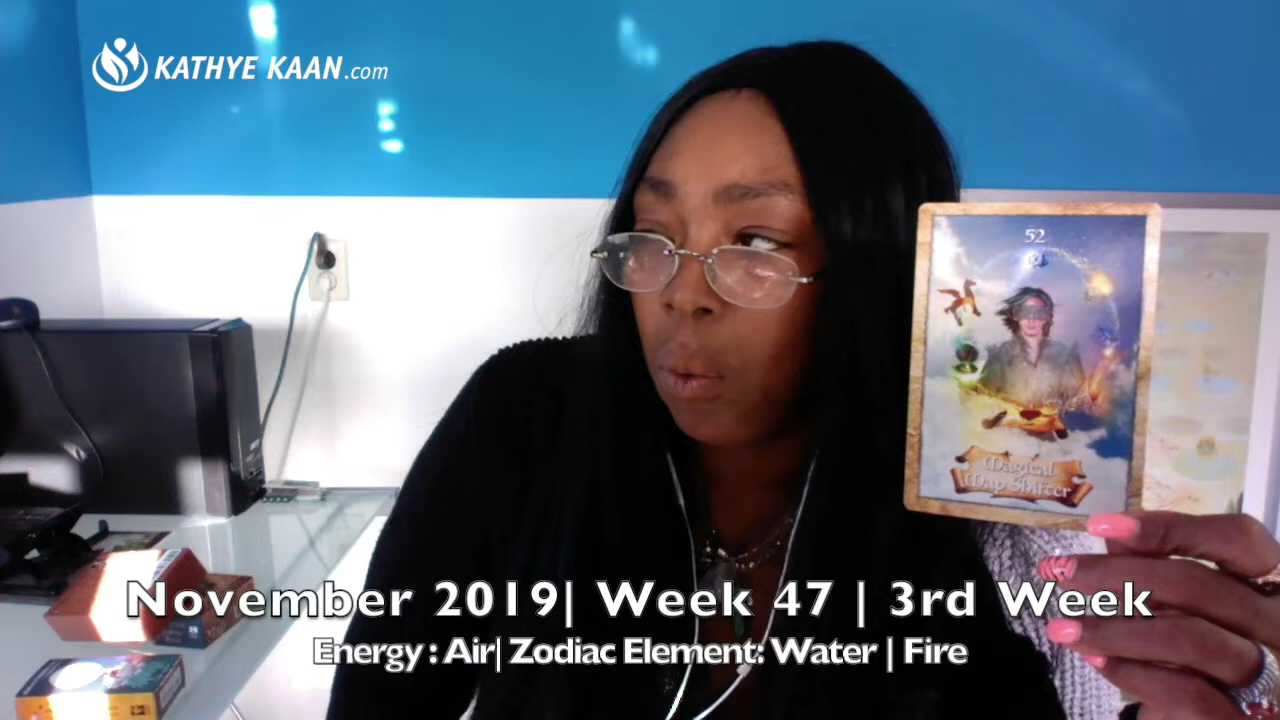 KATHYE KAAN.com
52
Magical
Map Shifter
November 2019| Week 47 | 3rd Week
Energy : Air| Zodiac Element: Water | Fire